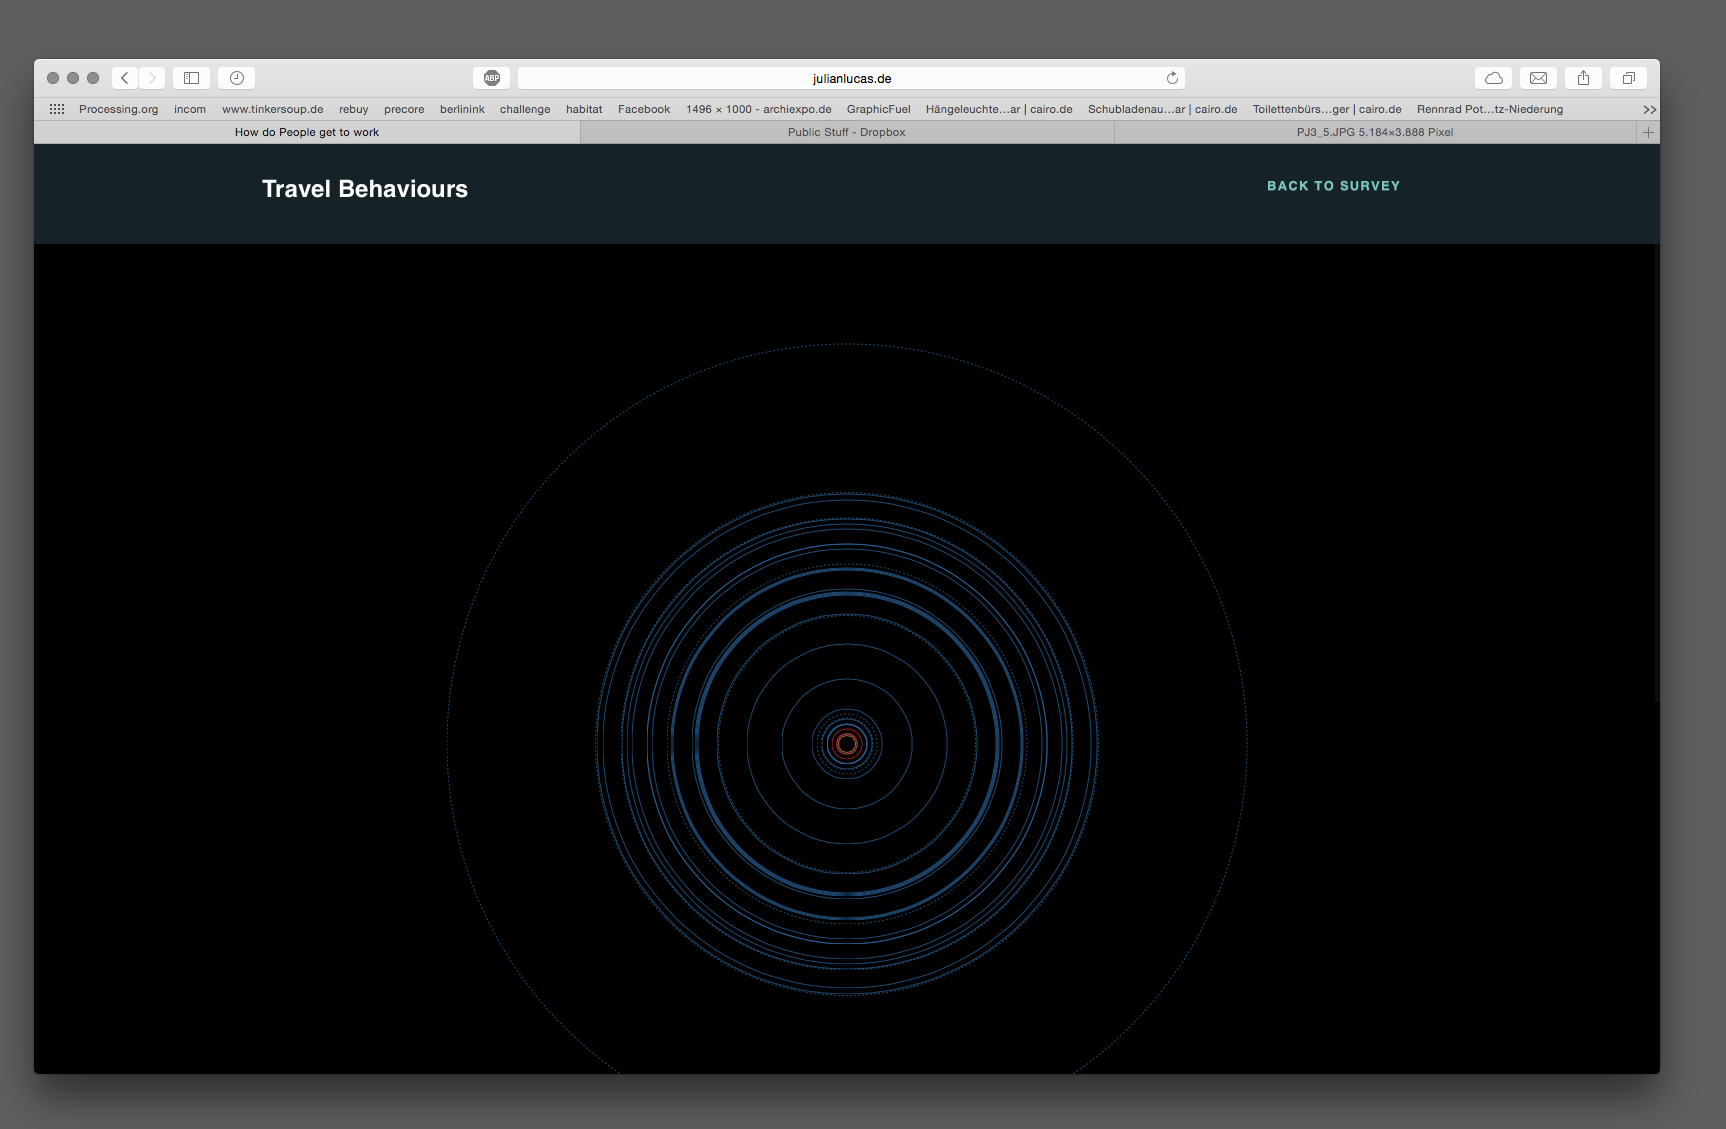 ABP
julianlucas.de
Processing.org incom www.tinkersoup.de rebuy precore berlinink challenge habitat Facebook 1496 × 1000 - archiexpo.de GraphicFuel Hängeleuchte...ar | cairo.de Schubladenau...ar | cairo.de Toilettenbürs...ger | cairo.de Rennrad Pot...tz-Niederung
How do People get to work Public Stuff - Dropbox PJ3_5.JPG 5.184×3.888 Pixel
Travel Behaviours BACK TO SURVEY